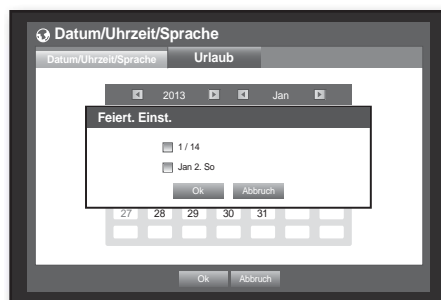 Datum/Uhrzeit/Sprache
Datum/Uhrzeit/Sprache Urlaub
2013 Jan
Feiert. Einst.
1 / 14
Jan 2. So
Ok Abbruch
27 28 29 30 31
Ok Abbruch